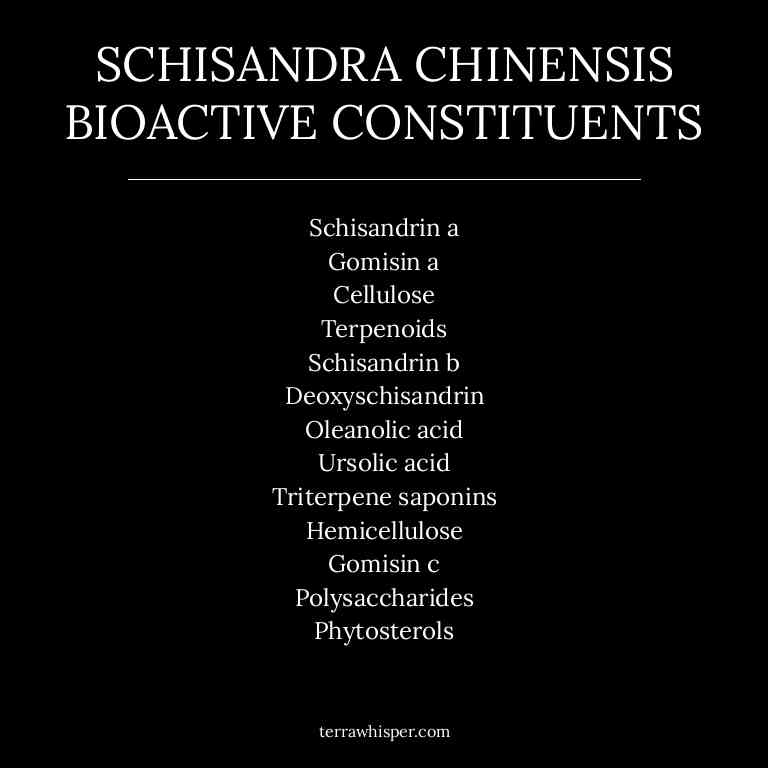 SCHISANDRA CHINENSIS
BIOACTIVE CONSTITUENTS
Schisandrin a
Gomisin a
Cellulose
Terpenoids
Schisandrin b
Deoxyschisandrin
Oleanolic acid
Ursolic acid
Triterpene saponins
Hemicellulose
Gomisin c
Polysaccharides
Phytosterols
terrawhisper.com